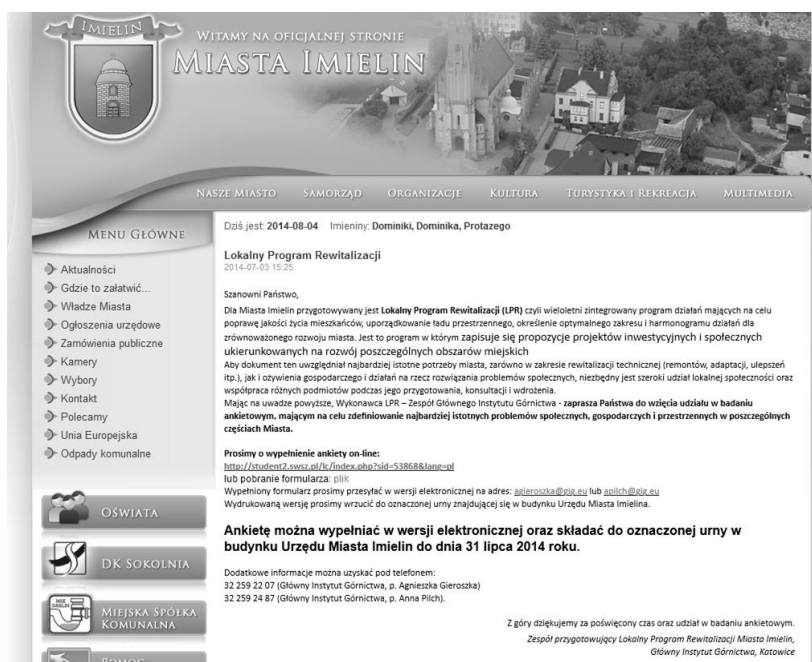 IMIELIN
WITAMY NA OFICJALNEJ STRONIE
MIASTA IMIELIN
NASZE MIASTO SAMORZĄD ORGANIZACJE KULTURA TURYSTYKA I REKREACJA MULTIMEDIA
MENU GŁÓWNE
Aktualności
Gdzie to załatwić...
Władze Miasta
Ogłoszenia urzędowe
Zamówienia publiczne
Kamery
Wybory
Kontakt
Polecamy
Unia Europejska
Odpady komunalne
OŚWIATA
DK SOKOLNIA
MIEJSKA SPÓŁKA
KOMUNALNA
POMOC
Dziś jest: 2014-08-04 Imieniny: Dominiki, Dominika, Protazego
Lokalny Program Rewitalizacji
2014-07-03 15:25
Szanowni Państwo,
Dla Miasta Imielin przygotowywany jest Lokalny Program Rewitalizacji (LPR) czyli wieloletni zintegrowany program działań mających na celu
poprawę jakości życia mieszkańców, uporządkowanie ładu przestrzennego, określenie optymalnego zakresu i harmonogramu działań dla
zrównoważonego rozwoju miasta. Jest to program w którym zapisuje się propozycje projektów inwestycyjnych i społecznych
ukierunkowanych na rozwój poszczególnych obszarów miejskich
Aby dokument ten uwzględniał najbardziej istotne potrzeby miasta, zarówno w zakresie rewitalizacji technicznej (remontów, adaptacji, ulepszeń
itp.), jak i ożywienia gospodarczego i działań na rzecz rozwiązania problemów społecznych, niezbędny jest szeroki udział lokalnej społeczności oraz
współpraca różnych podmiotów podczas jego przygotowania, konsultacji i wdrożenia.
Mając na uwadze powyższe, Wykonawca LPR – Zespół Głównego Instytutu Górnictwa - zaprasza Państwa do wzięcia udziału w badaniu
ankietowym, mającym na celu zdefiniowanie najbardziej istotnych problemów społecznych, gospodarczych i przestrzennych w poszczególnych
częściach Miasta.
Prosimy o wypełnienie ankiety on-line:
http://student2.swsz.pl/lc/index.php?sid=53868&lang=pl
lub pobranie formularza: plik
Wypełniony formularz prosimy przesyłać w wersji elektronicznej na adres: agieroszka@gig.eu lub apilch@gig.eu
Wydrukowaną wersję prosimy wrzucić do oznaczonej urny znajdującej się w budynku Urzędu Miasta Imielina.
Ankietę można wypełniać w wersji elektronicznej oraz składać do oznaczonej urny w
budynku Urzędu Miasta Imielin do dnia 31 lipca 2014 roku.
Dodatkowe informacje można uzyskać pod telefonem:
32 259 22 07 (Główny Instytut Górnictwa, p. Agnieszka Gieroszka)
32 259 24 87 (Główny Instytut Górnictwa, p. Anna Pilch).
Z góry dziękujemy za poświęcony czas oraz udział w badaniu ankietowym.
Zespół przygotowujący Lokalny Program Rewitalizacji Miasta Imielin,
Główny Instytut Górnictwa, Katowice